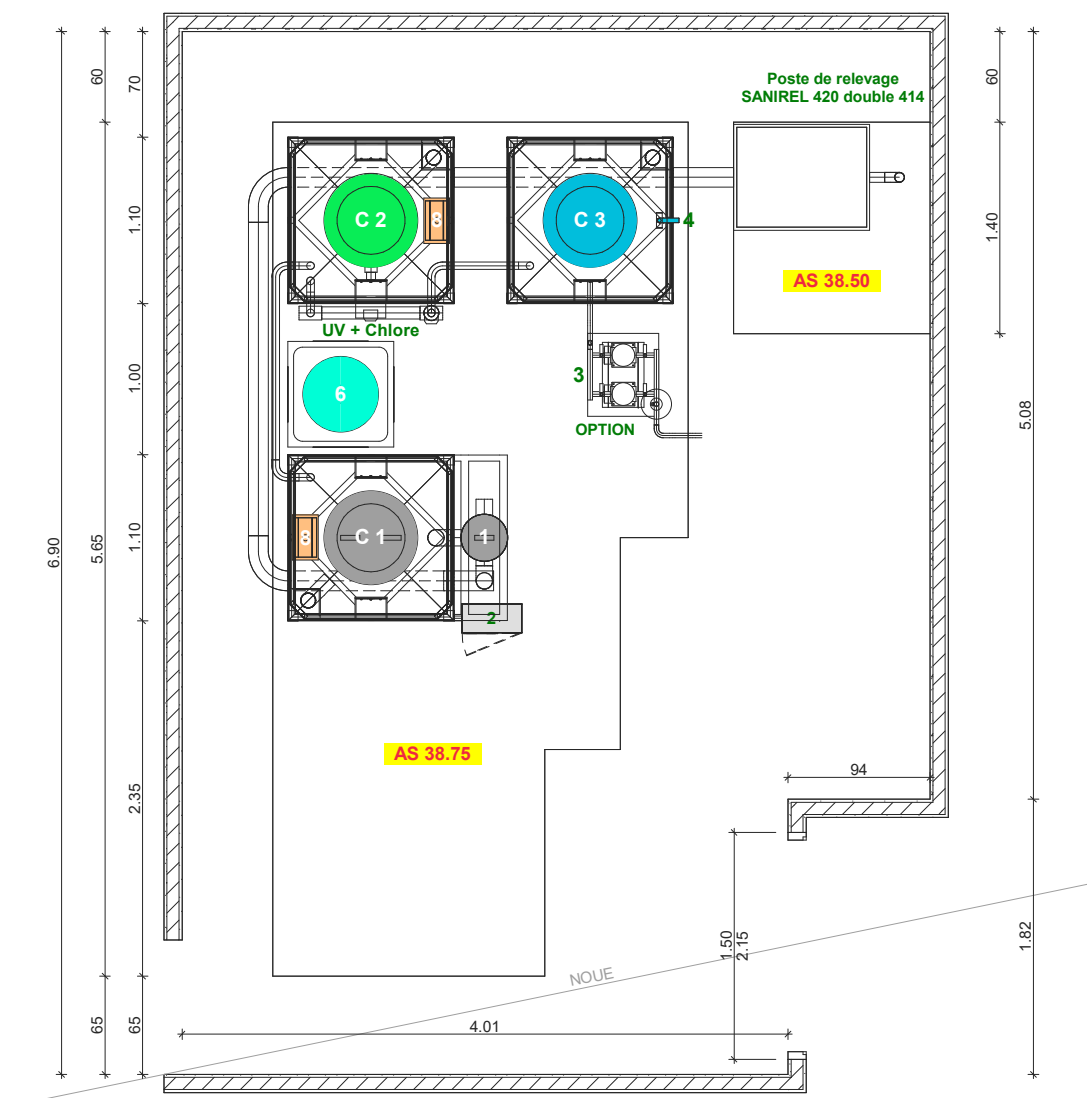 60
70
60
Poste de relevage
SANIREL 420 double 414
C 2
8
C 3
4
1.10
1.40
AS 38.50
UV + Chlore
6
1.00
3
OPTION
5.08
6.90
5.65
1.10
8
C 1
1
2
AS 38.75
2.35
94
1.50
2.15
1.82
NOUE
65
65
4.01